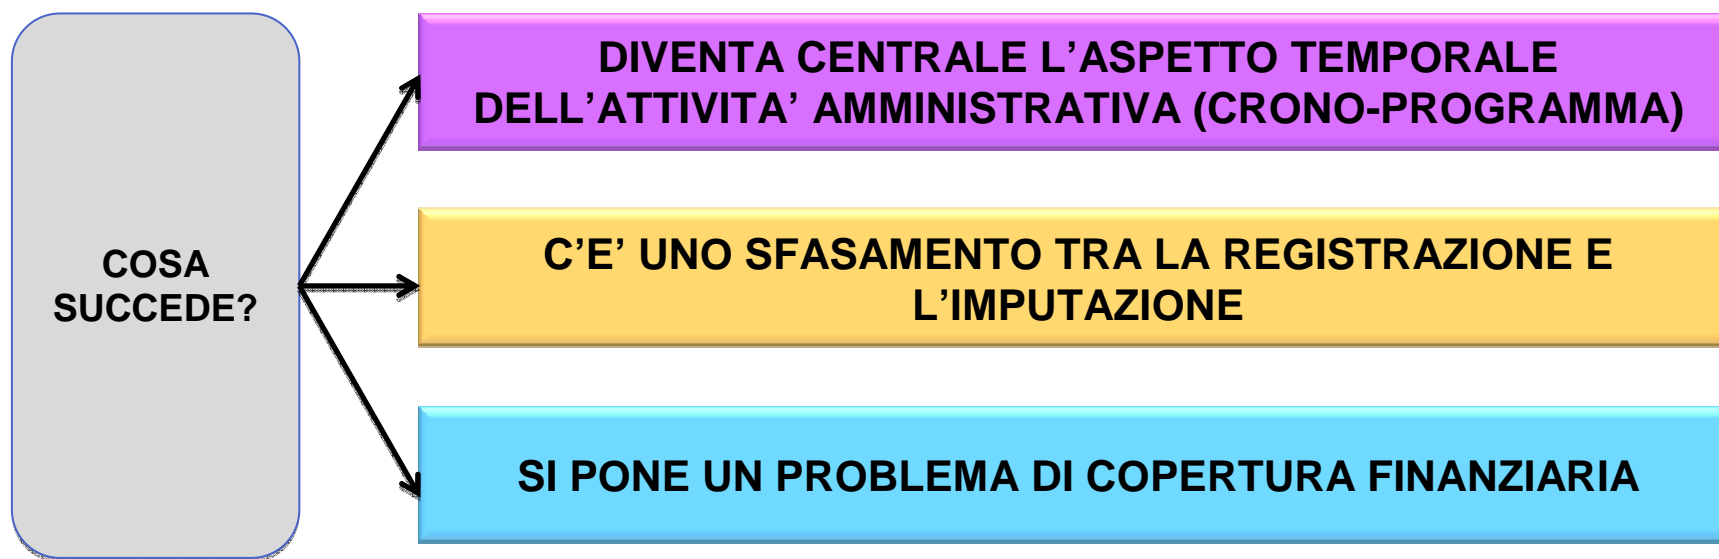 COSA
SUCCEDE?
DIVENTA CENTRALE L’ASPETTO TEMPORALE
DELL’ATTIVITA’ AMMINISTRATIVA (CRONO-PROGRAMMA)
C’E’ UNO SFASAMENTO TRA LA REGISTRAZIONE E
L’IMPUTAZIONE
SI PONE UN PROBLEMA DI COPERTURA FINANZIARIA